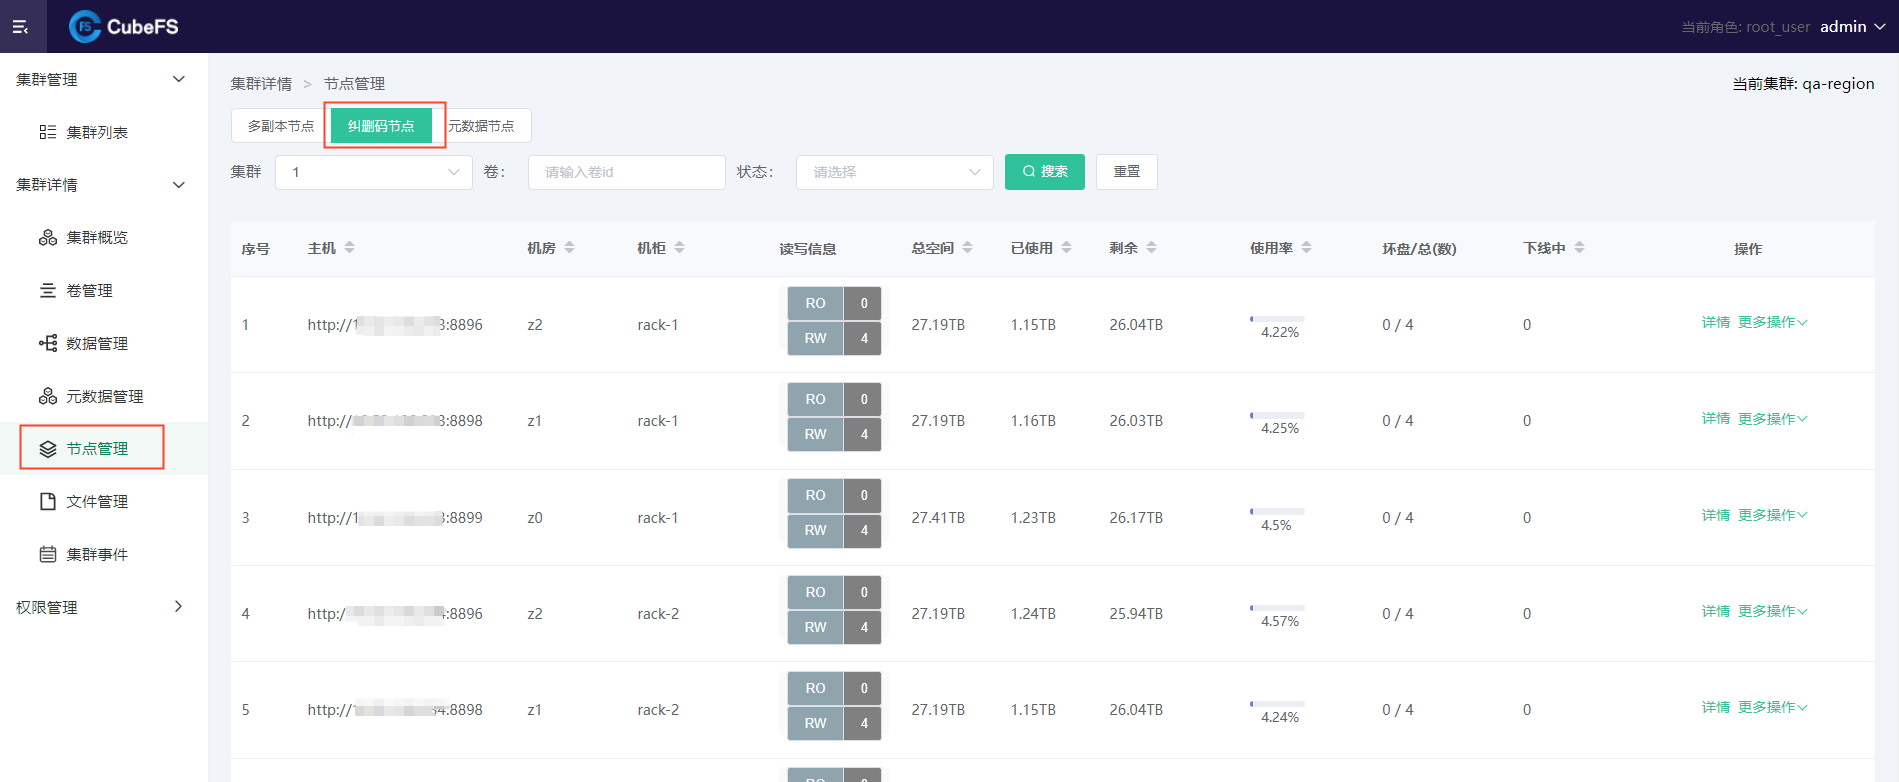 CubeFS
当前角色: root_user admin
集群管理
集群列表
集群详情
集群概览
卷管理
数据管理
元数据管理
节点管理
文件管理
集群事件
权限管理
集群详情 > 节点管理
当前集群: qa-region
多副本节点 纠删码节点 元数据节点
集群 1 卷: 请输入卷id 状态: 请选择 搜索 重置
序号 主机 机房 机柜 读写信息 总空间 已使用 剩余 使用率 坏盘/总(数) 下线中 操作
RO 0
1 http://1 3:8896 z2 rack-1 27.19TB 1.15TB 26.04TB 4.22% 0 / 4 0 详情 更多操作
RW 4
RO 0
2 http:// :8898 z1 rack-1 27.19TB 1.16TB 26.03TB 4.25% 0 / 4 0 详情 更多操作
RW 4
RO 0
3 http://1 3:8899 z0 rack-1 27.41TB 1.23TB 26.17TB 4.5% 0 / 4 0 详情 更多操作
RW 4
RO 0
4 http:// :8896 z2 rack-2 27.19TB 1.24TB 25.94TB 4.57% 0 / 4 0 详情 更多操作
RW 4
RO 0
5 http:// 4:8898 z1 rack-2 27.19TB 1.15TB 26.04TB 4.24% 0 / 4 0 详情 更多操作
RW 4